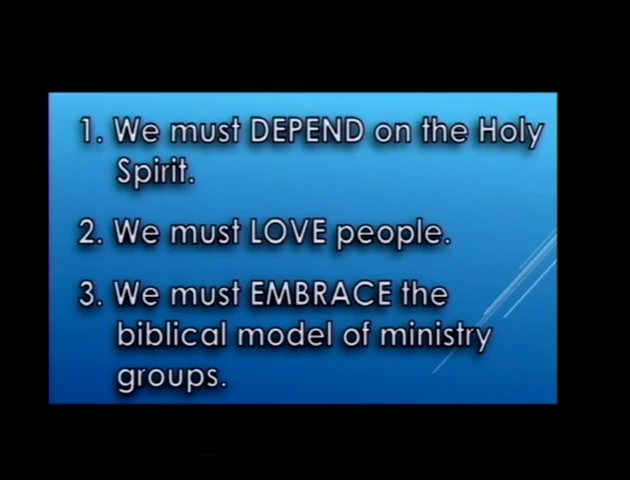 1. We must DEPEND on the Holy
Spirit.
2. We must LOVE people.
3. We must EMBRACE the
biblical model of ministry
groups.